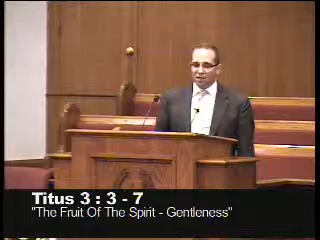 Titus 3 : 3 - 7
"The Fruit Of The Spirit - Gentleness"